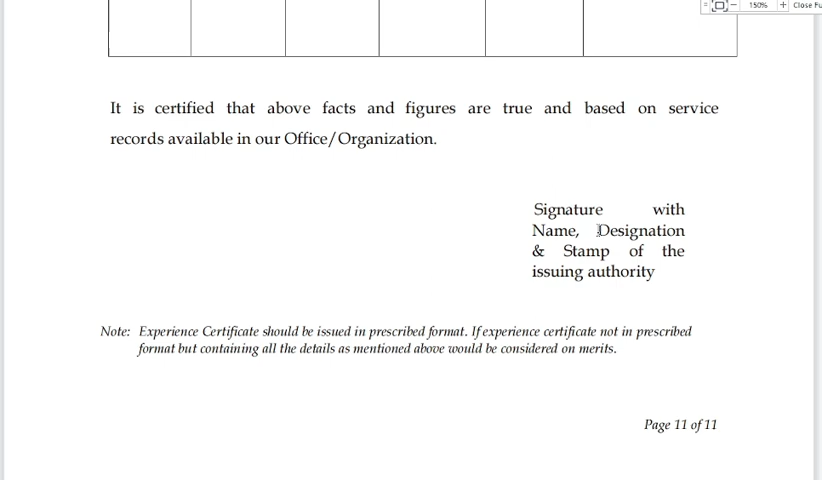 150%
Close Fu
It is certified that above facts and figures are true and based on service
records available in our Office/Organization.
Signature with
Name, Designation
& Stamp of the
issuing authority
Note: Experience Certificate should be issued in prescribed format. If experience certificate not in prescribed
format but containing all the details as mentioned above would be considered on merits.
Page 11 of 11